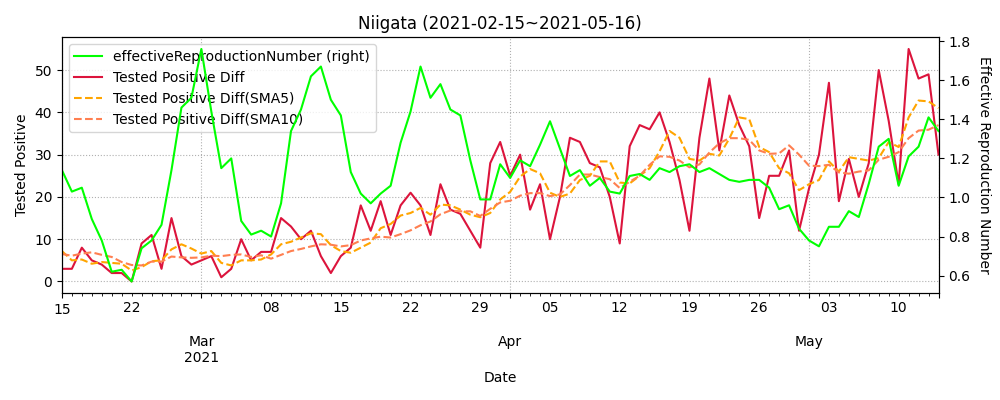 Niigata (2021-02-15~2021-05-16)
effectiveReproductionNumber (right)
Tested Positive Diff
Tested Positive Diff(SMA5)
Tested Positive Diff(SMA10)
Tested Positive
50
40
30
20
10
0
1.8
1.6
1.4
1.2
1.0
0.8
0.6
Effective Reproduction Number
15 22 08 15 22 29 05 12 19 26 03 10
Mar Apr May
2021
Date